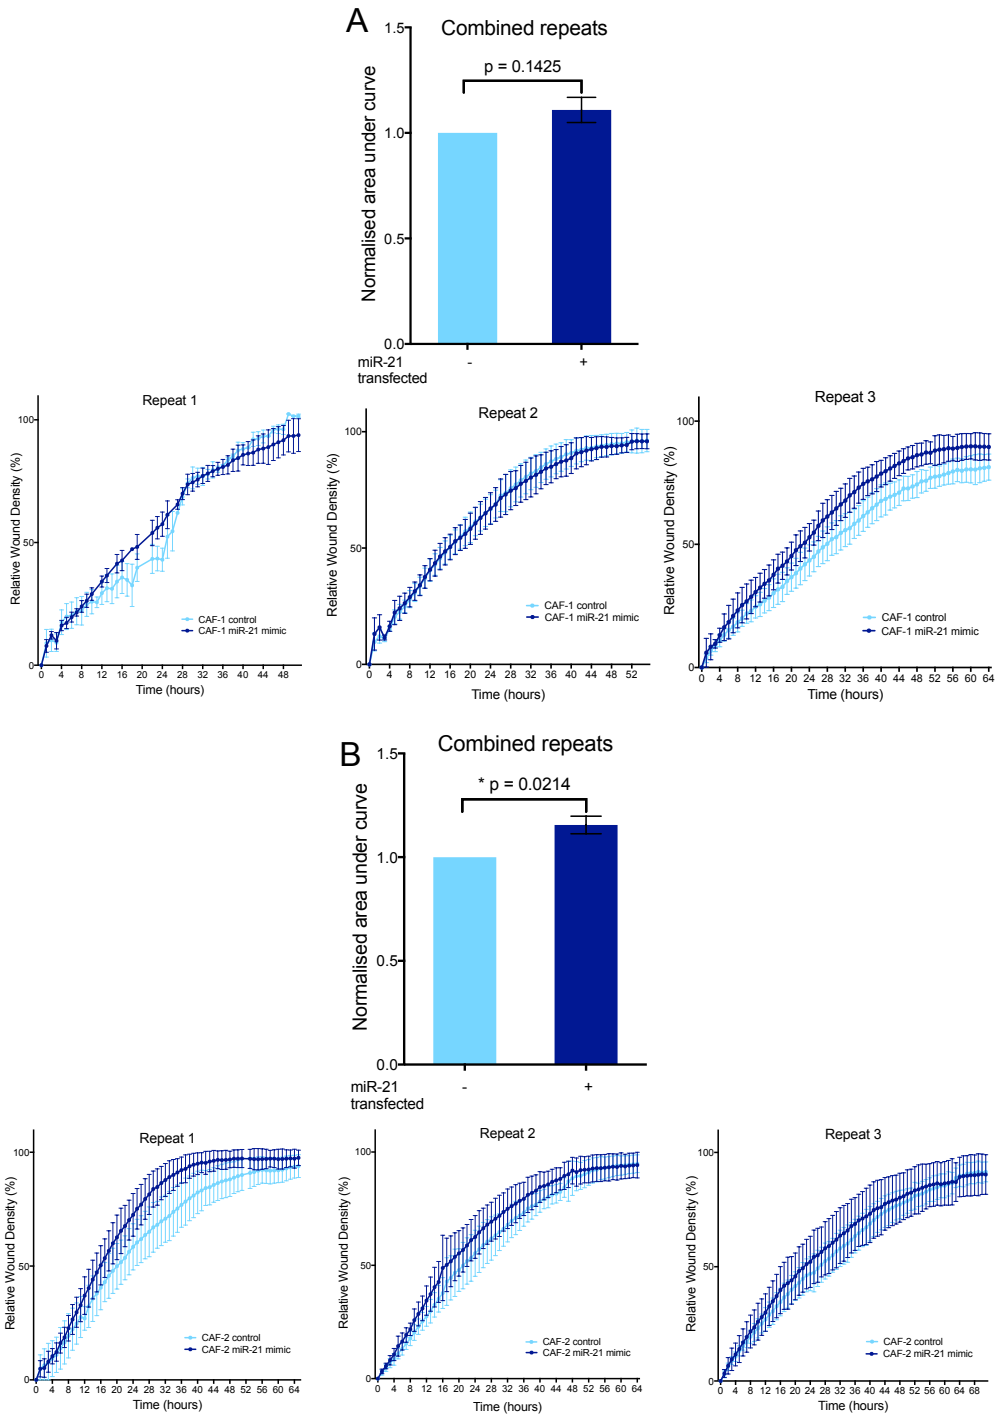 A
Combined repeats
p = 0.1425
Normalised area under curve
1.5
1.0
0.5
0.0
miR-21 transfected
- +
Repeat 1
Relative Wound Density (%)
100
50
0
CAF-1 control
CAF-1 miR-21 mimic
0 4 8 12 16 20 24 28 32 36 40 44 48
Time (hours)
Repeat 2
Relative Wound Density (%)
100
50
0
CAF-1 control
CAF-1 miR-21 mimic
0 4 8 12 16 20 24 28 32 36 40 44 48 52
Time (hours)
Repeat 3
Relative Wound Density (%)
100
50
0
CAF-1 control
CAF-1 miR-21 mimic
0 4 8 12 16 20 24 28 32 36 40 44 48 52 56 60 64
Time (hours)
B
Combined repeats
* p = 0.0214
Normalised area under curve
1.5
1.0
0.5
0.0
miR-21 transfected
- +
Repeat 1
Relative Wound Density (%)
100
50
0
CAF-2 control
CAF-2 miR-21 mimic
0 4 8 12 16 20 24 28 32 36 40 44 48 52 56 60 64
Time (hours)
Repeat 2
Relative Wound Density (%)
100
50
0
CAF-2 control
CAF-2 miR-21 mimic
0 4 8 12 16 20 24 28 32 36 40 44 48 52 56 60 64
Time (hours)
Repeat 3
Relative Wound Density (%)
100
50
0
CAF-2 control
CAF-2 miR-21 mimic
0 4 8 12 16 20 24 28 32 36 40 44 48 52 56 60 64 68
Time (hours)